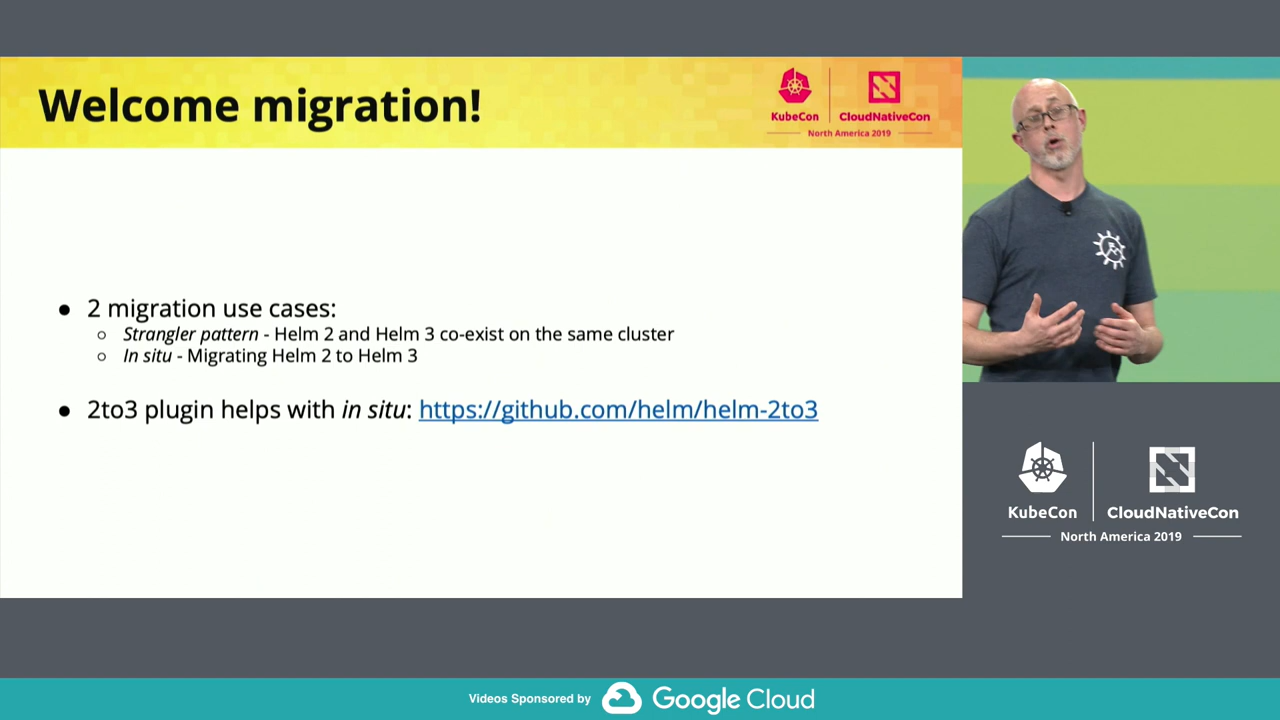 Welcome migration!
KubeCon
CloudNativeCon
North America 2019
● 2 migration use cases:
○ Strangler pattern - Helm 2 and Helm 3 co-exist on the same cluster
○ In situ - Migrating Helm 2 to Helm 3
● 2to3 plugin helps with in situ: https://github.com/helm/helm-2to3
KubeCon
CloudNativeCon
North America 2019
Videos Sponsored by Google Cloud